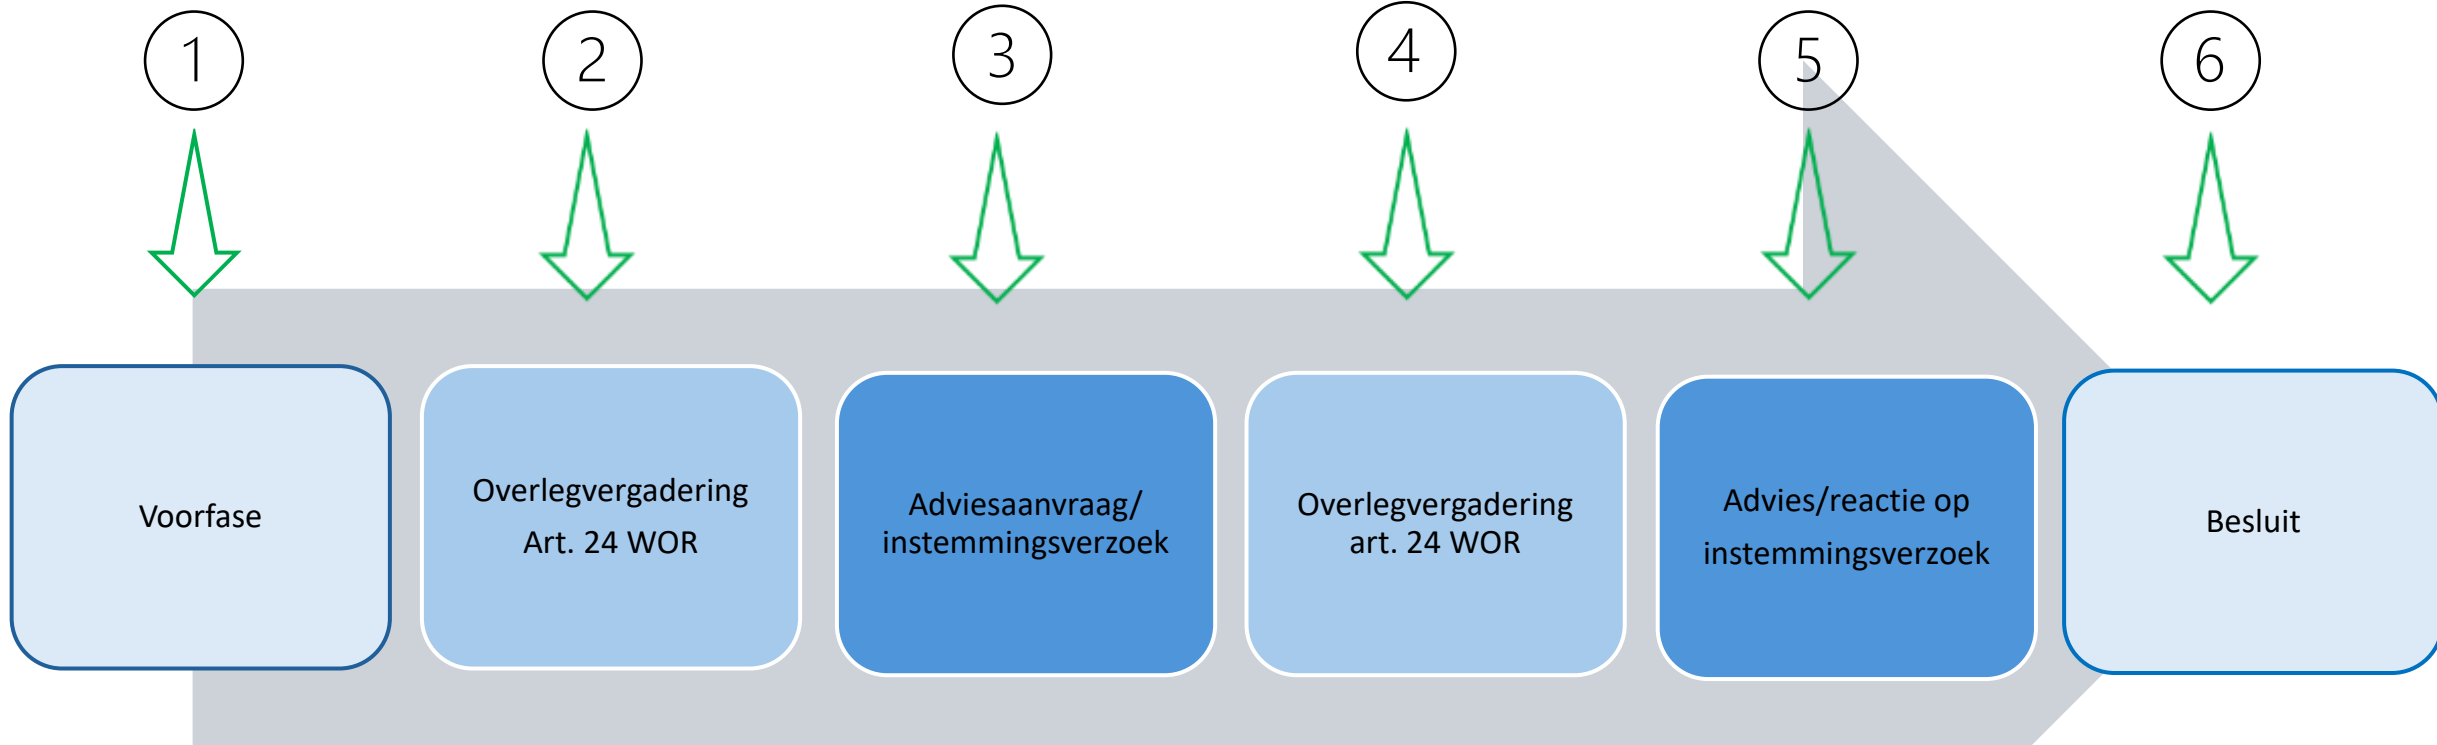 1
2
3
4
5
6
Voorfase
Overlegvergadering
Art. 24 WOR
Adviesaanvraag/
instemmingsverzoek
Overlegvergadering
art. 24 WOR
Advies/reactie op
instemmingsverzoek
Besluit